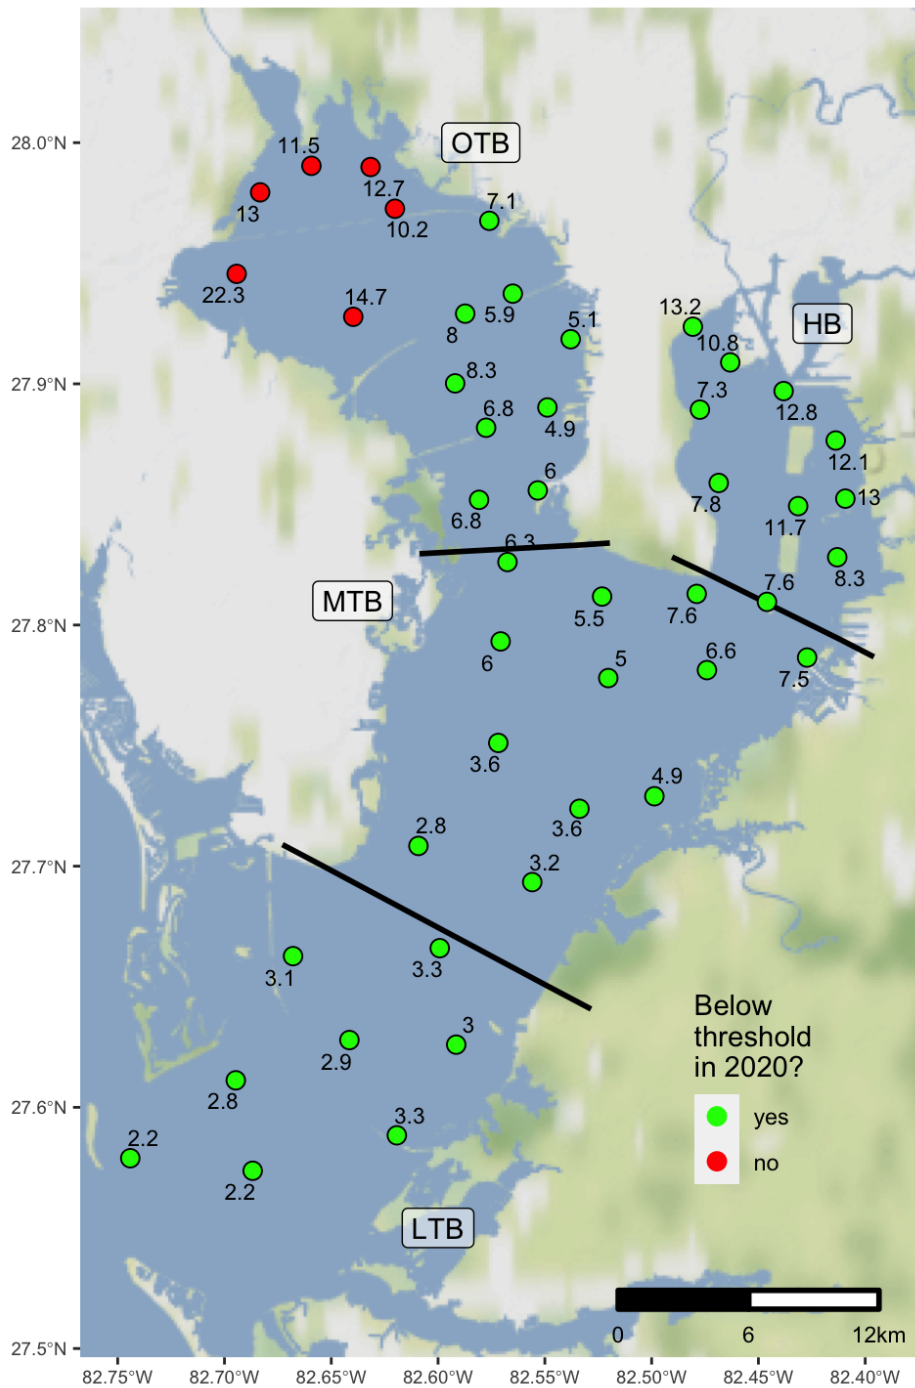 28.0°N
27.9°N
27.8°N
27.7°N
27.6°N
27.5°N
OTB
11.5
12.7
13
10.2
7.1
22.3
14.7
5.9
8
5.1
8.3
6.8
4.9
6
6.8
6.3
HB
13.2
10.8
7.3
12.8
12.1
7.8
13
11.7
8.3
7.6
MTB
5.5
7.6
6
5
6.6
7.5
3.6
4.9
2.8
3.6
3.2
3.1
3.3
2.9
3
2.8
3.3
2.2
2.2
LTB
Below
threshold
in 2020?
yes
no
0 6 12km
82.75°W 82.70°W 82.65°W 82.60°W 82.55°W 82.50°W 82.45°W 82.40°W